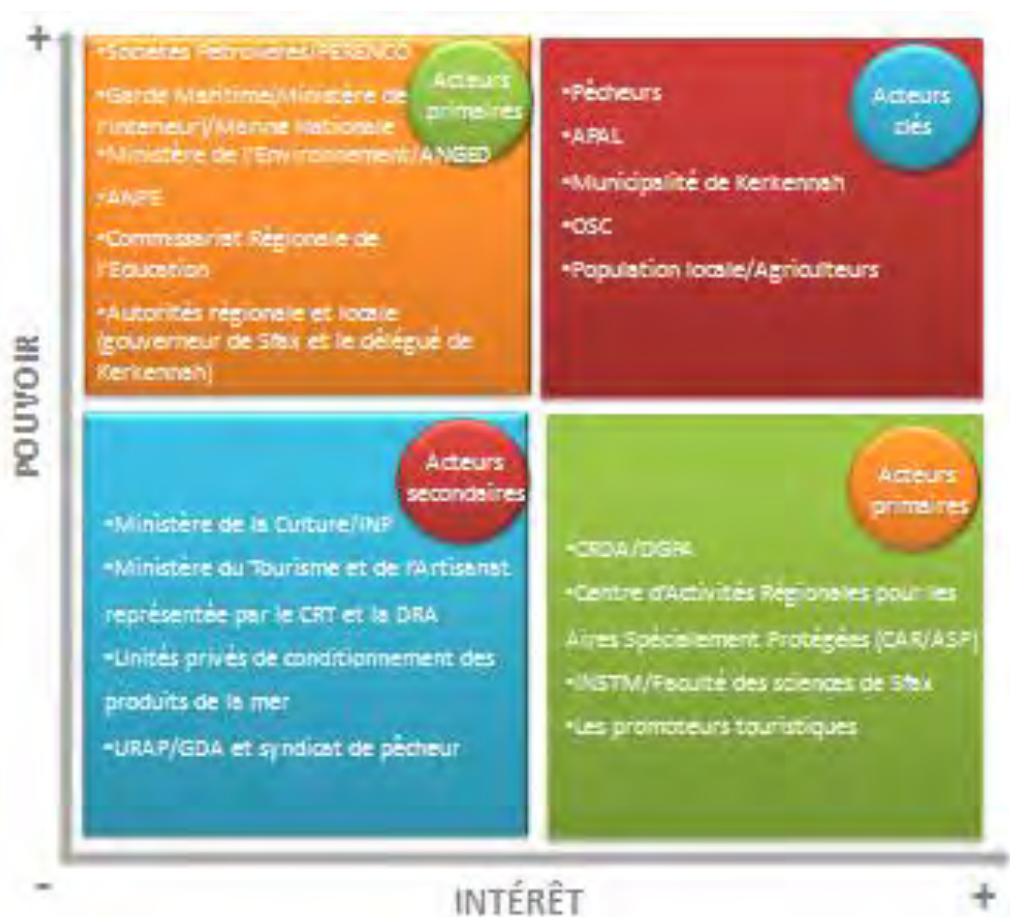 +
•Sociétés Pétrolières/PERENCO
•Garde Maritime/Ministère de
l'Interieur)/Marine Nationale
•Ministère de l'Environnement/ANGED
•ANPE
•Commissariat Régionale de
l'Education
•Autorités régionale et locale
(gouverneur de Sfax et le délégué de
Kerkennah)
Acteurs
primaires
•Pêcheurs
•APAL
•Municipalité de Kerkennah
•OSC
•Population locale/Agriculteurs
Acteurs
clés
POUVOIR
Acteurs
secondaires
•Ministère de la Culture/INP
•Ministère du Tourisme et de l'Artisanat
représentée par le CRT et la DRA
•Unités privés de conditionnement des
produits de la mer
•URAP/GDA et syndicat de pêcheur
Acteurs
primaires
•CRDA/DGPA
•Centre d'Activités Régionales pour les
Aires Spécialement Protégées (CAR/ASP)
•INSTM/Faculté des sciences de Sfax
•Les promoteurs touristiques
-
INTÉRÊT
+